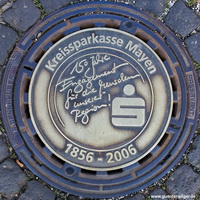 Kreissparkasse Mayen
150 Jahre
Engagement
für die Menschen
unserer
Region!
1856 - 2006